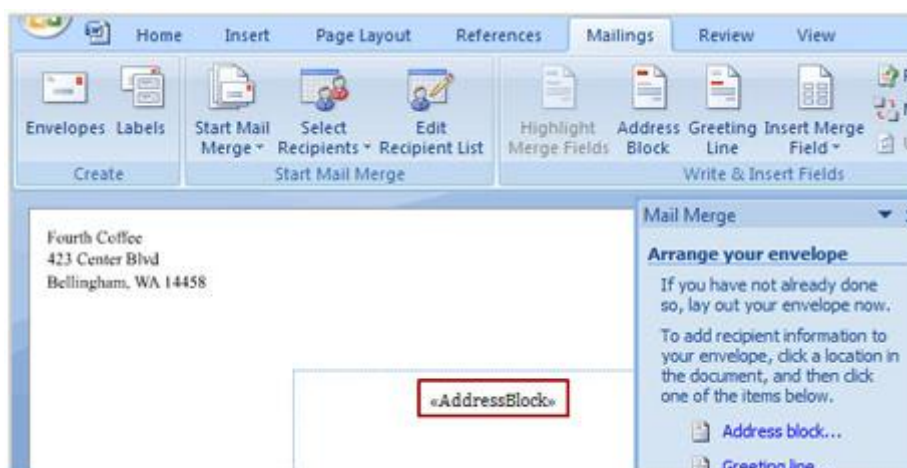 Home Insert Page Layout References Mailings Review View
Envelopes Labels Start Mail Merge Select Recipients Edit Recipient List Highlight Merge Fields Address Block Greeting Line Insert Merge Field
Create Start Mail Merge Write & Insert Fields
Mail Merge
Fourth Coffee
423 Center Blvd
Bellingham, WA 14458
Arrange your envelope
If you have not already done
so, lay out your envelope now.
To add recipient information to
your envelope, click a location in
the document, and then click
one of the items below.
«AddressBlock»
Address block...
Greeting line